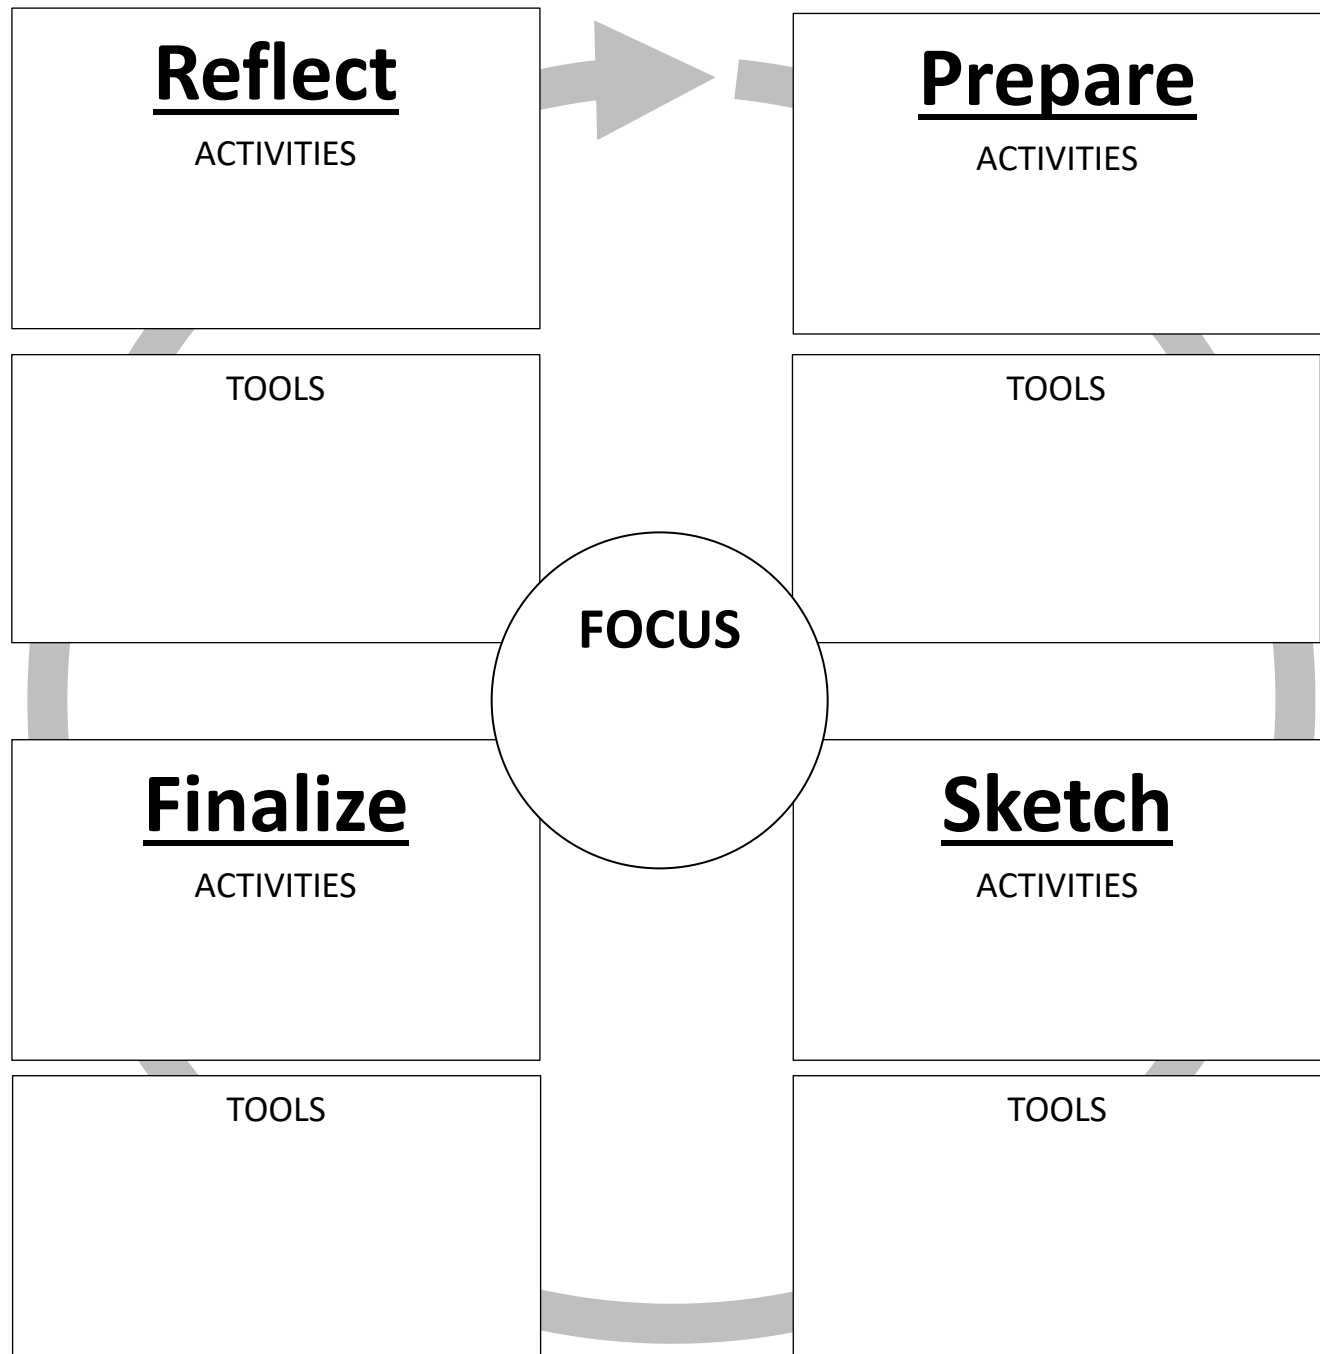 Reflect
ACTIVITIES
TOOLS
Prepare
ACTIVITIES
TOOLS
FOCUS
Finalize
ACTIVITIES
TOOLS
Sketch
ACTIVITIES
TOOLS